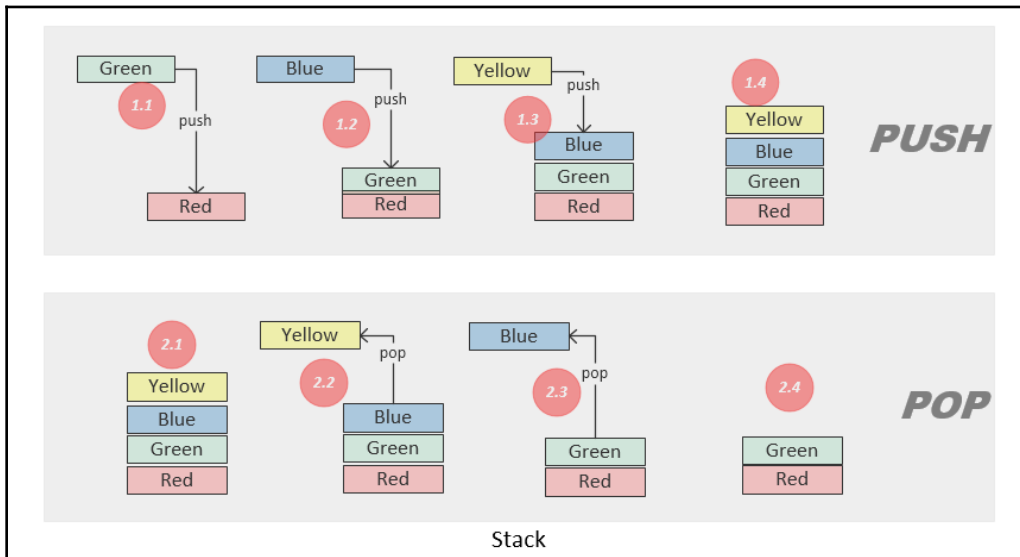 Green
1.1
push
Red
Blue
push
1.2
Green
Red
Yellow
push
1.3
Blue
Green
Red
1.4
Yellow
Blue
Green
Red
PUSH
2.1
Yellow
Blue
Green
Red
Yellow
pop
2.2
Blue
Green
Red
Blue
pop
2.3
Green
Red
2.4
Green
Red
POP
Stack